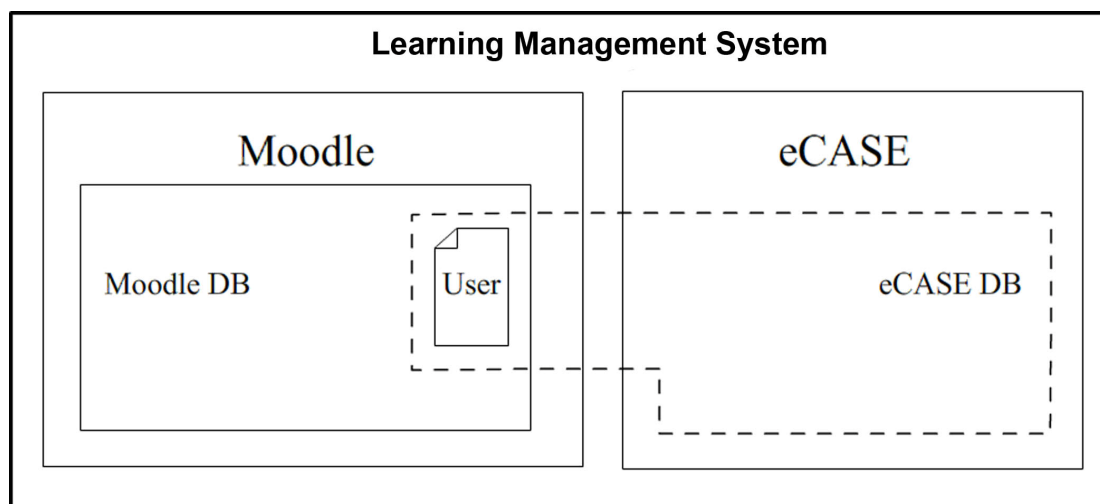 Learning Management System
Moodle
eCASE
Moodle DB
User
eCASE DB